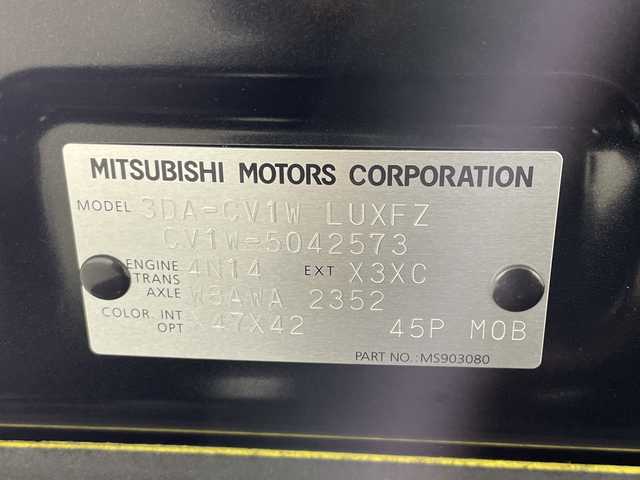 MITSUBISHI MOTORS CORPORATION
MODEL 3DA-CV1W LUXFZ
CV1W-5042573
ENGINE 4N14 EXT X3XC
TRANS
AXLE W8AWA 2352
COLOR. INT 47X42 45P M0B
OPT
PART NO.: MS903080